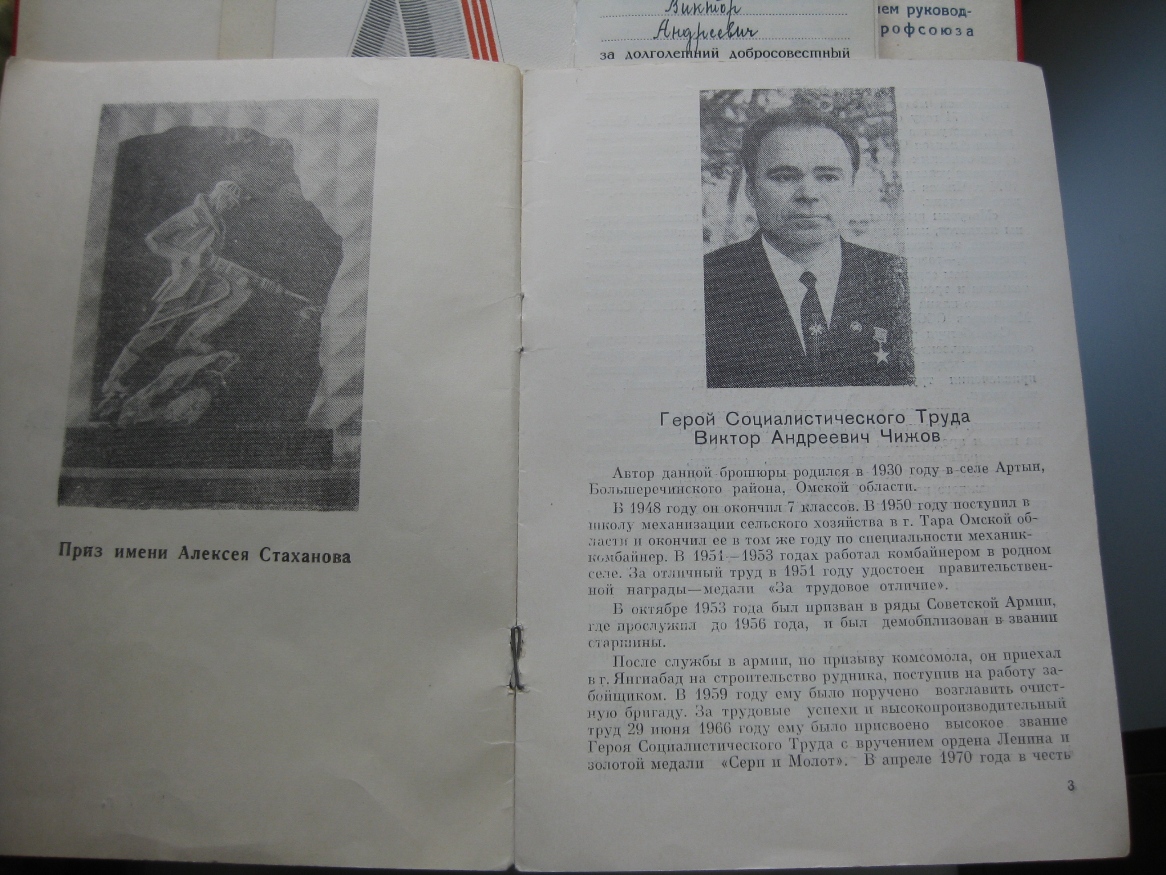 Виктор
Андреевич
за долголетний добросовестный
ем руковод-
рофсоюза
Приз имени Алексея Стаханова
Герой Социалистического Труда
Виктор Андреевич Чижов
Автор данной брошюры родился в 1930 году в селе Артын,
Большеречинского района, Омской области.
В 1948 году он окончил 7 классов. В 1950 году поступил в
школу механизации сельского хозяйства в г. Тара Омской об-
ласти и окончил ее в том же году по специальности механик-
комбайнер. В 1951—1953 годах работал комбайнером в родном
селе. За отличный труд в 1951 году удостоен правительствен-
ной награды—медали «За трудовое отличие».
В октябре 1953 года был призван в ряды Советской Армии,
где прослужил до 1956 года, и был демобилизован в звании
старшины.
После службы в армии, по призыву комсомола, он приехал
в г. Янгиабад на строительство рудника, поступив на работу за-
бойщиком. В 1959 году ему было поручено возглавить очист-
ную бригаду. За трудовые успехи и высокопроизводительный
труд 29 июня 1966 году ему было присвоено высокое звание
Героя Социалистического Труда с вручением ордена Ленина и
золотой медали «Серп и Молот». В апреле 1970 года в честь
3